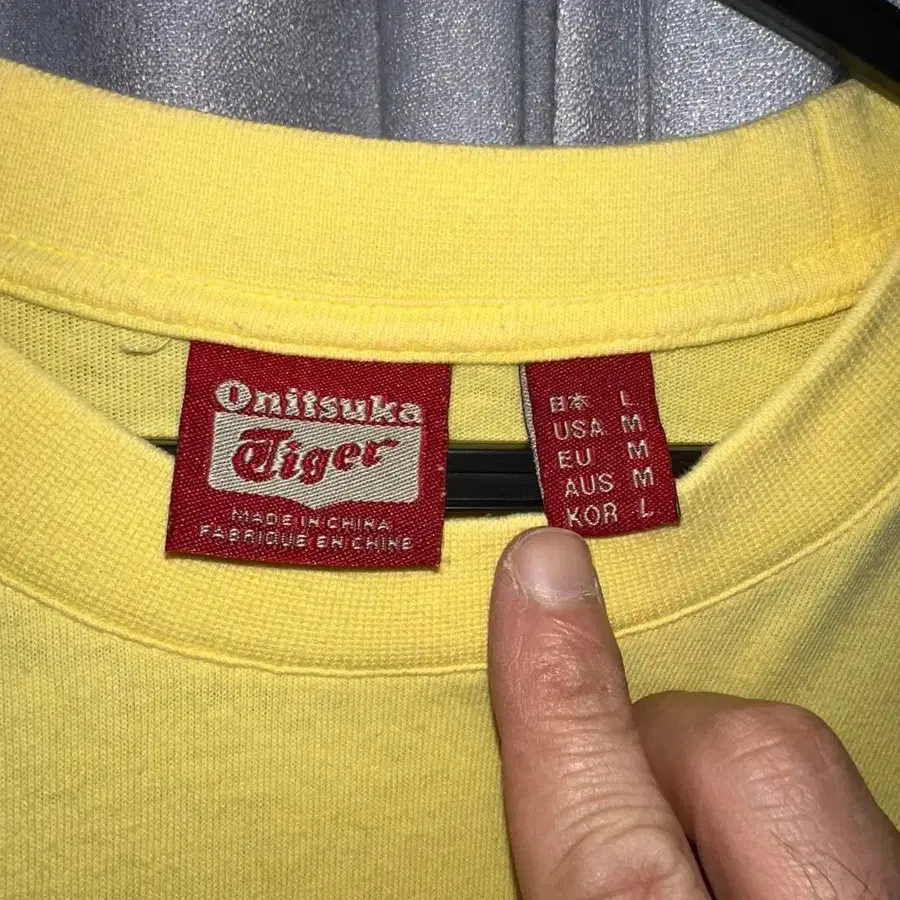 Onitsuka
Tiger
MADE IN CHINA
FABRIQUE EN CHINE
日本 L
USA M
EU M
AUS M
KOR L